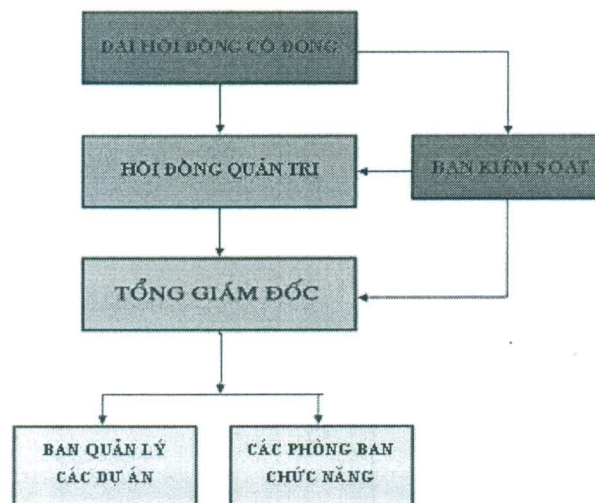 ĐẠI HỘI ĐỒNG CỔ ĐÔNG
HỘI ĐỒNG QUẢN TRỊ
BAN KIỂM SOÁT
TỔNG GIÁM ĐỐC
BAN QUẢN LÝ
CÁC DỰ ÁN
CÁC PHÒNG BAN
CHỨC NĂNG